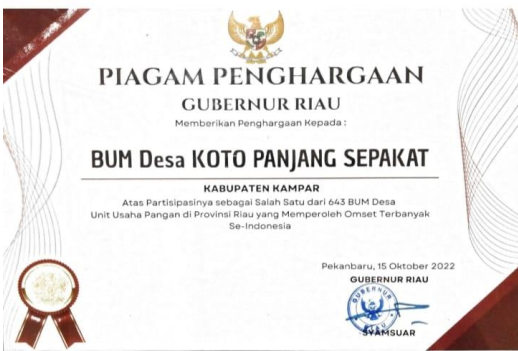 PIAGAM PENGHARGAAN
GUBERNUR RIAU
Memberikan Penghargaan Kepada :
BUM Desa KOTO PANJANG SEPAKAT
KABUPATEN KAMPAR
Atas Partisipasinya sebagai Salah Satu dari 643 BUM Desa
Unit Usaha Pangan di Provinsi Riau yang Memperoleh Omset Terbanyak
Se-Indonesia
Pekanbaru, 15 Oktober 2022
GUBERNUR RIAU
GUBERNUR
RIAU
SYAMSUAR